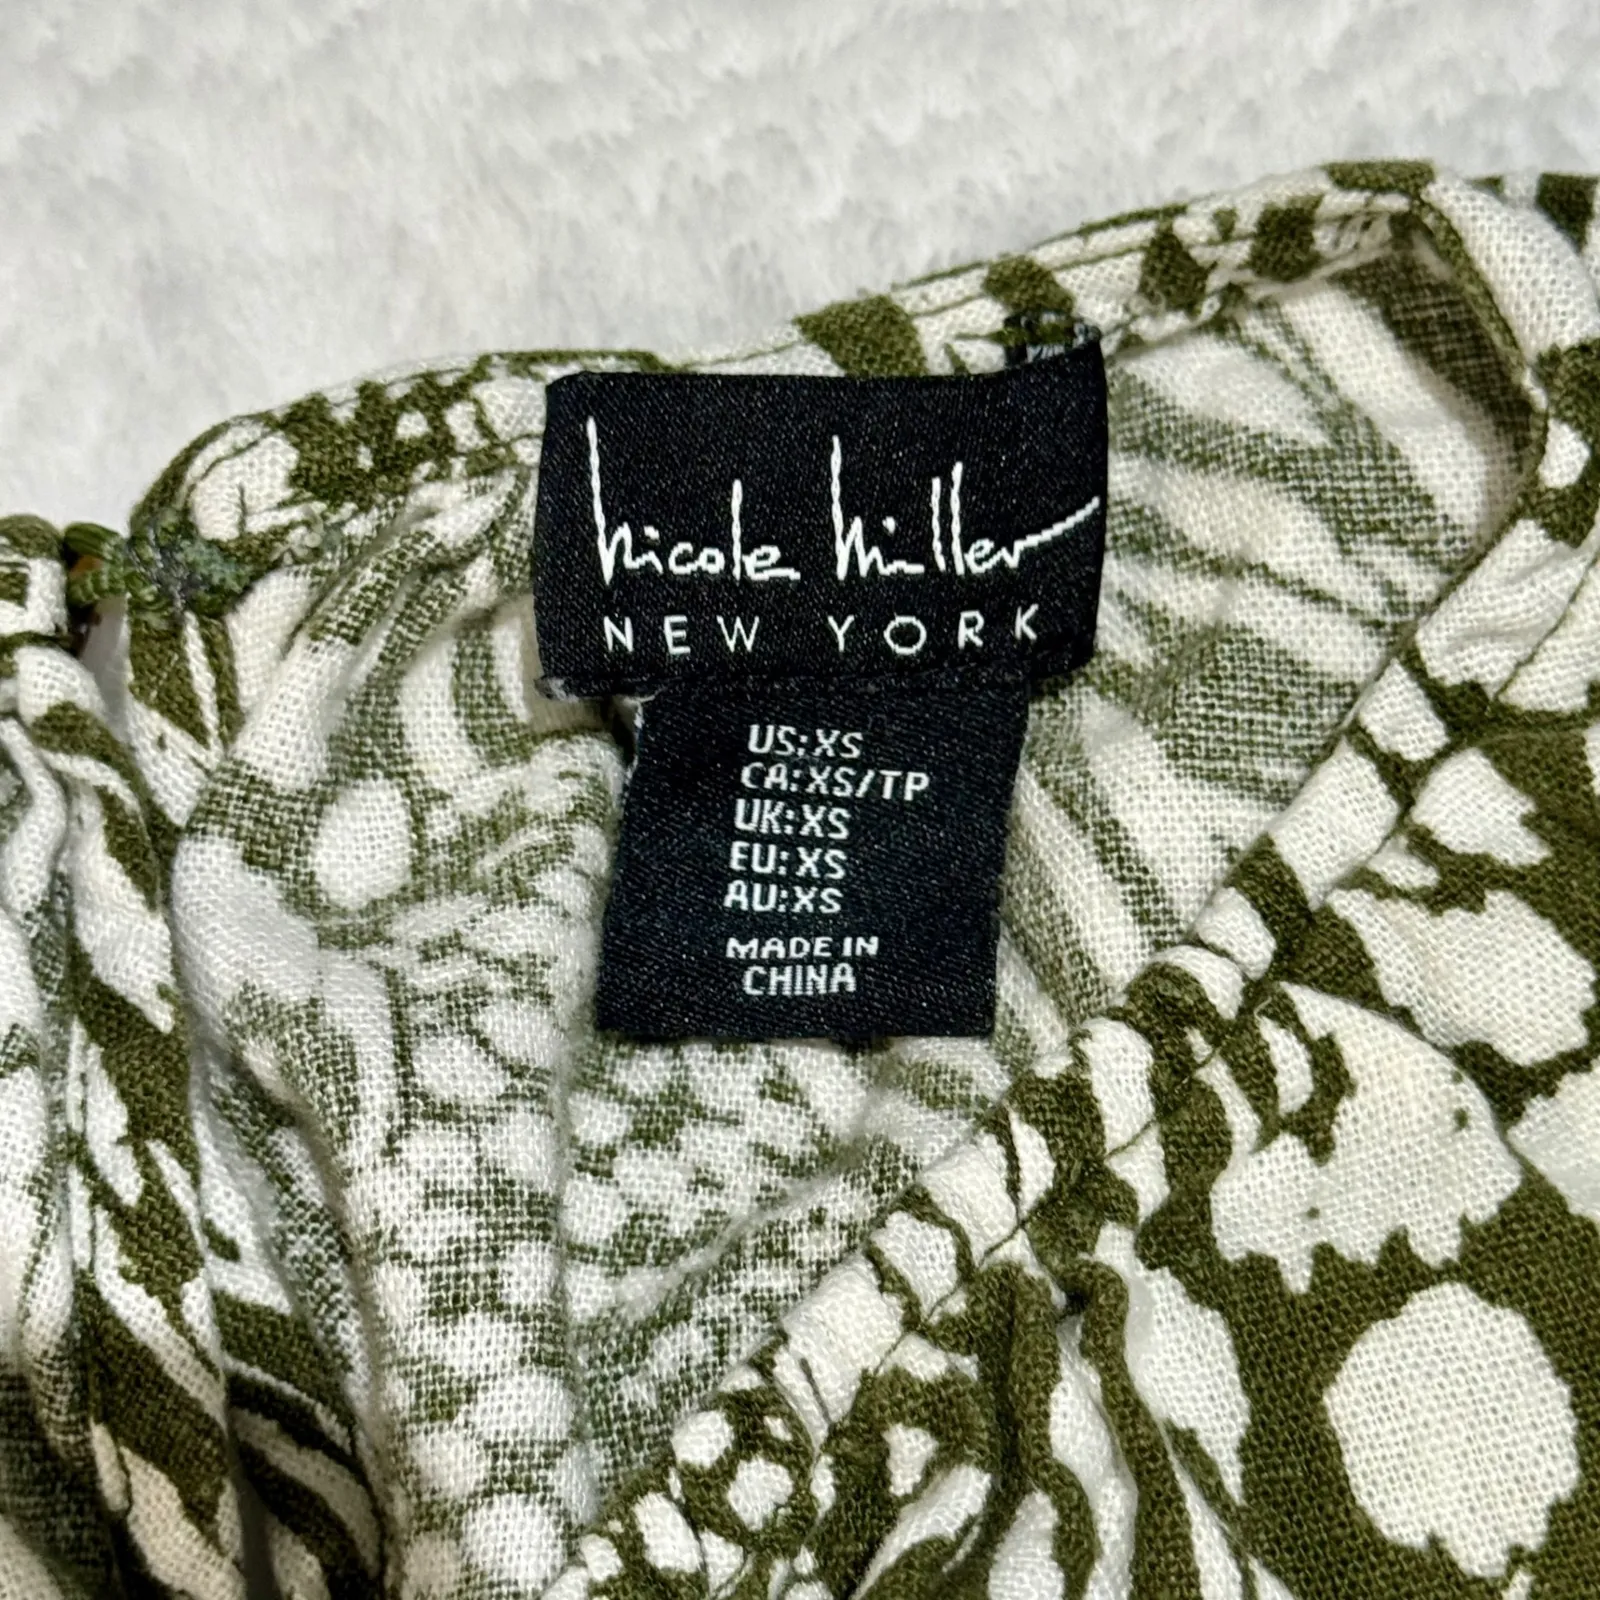 nicole miller
NEW YORK
US:XS
CA:XS/TP
UK:XS
EU:XS
AU:XS
MADE IN
CHINA